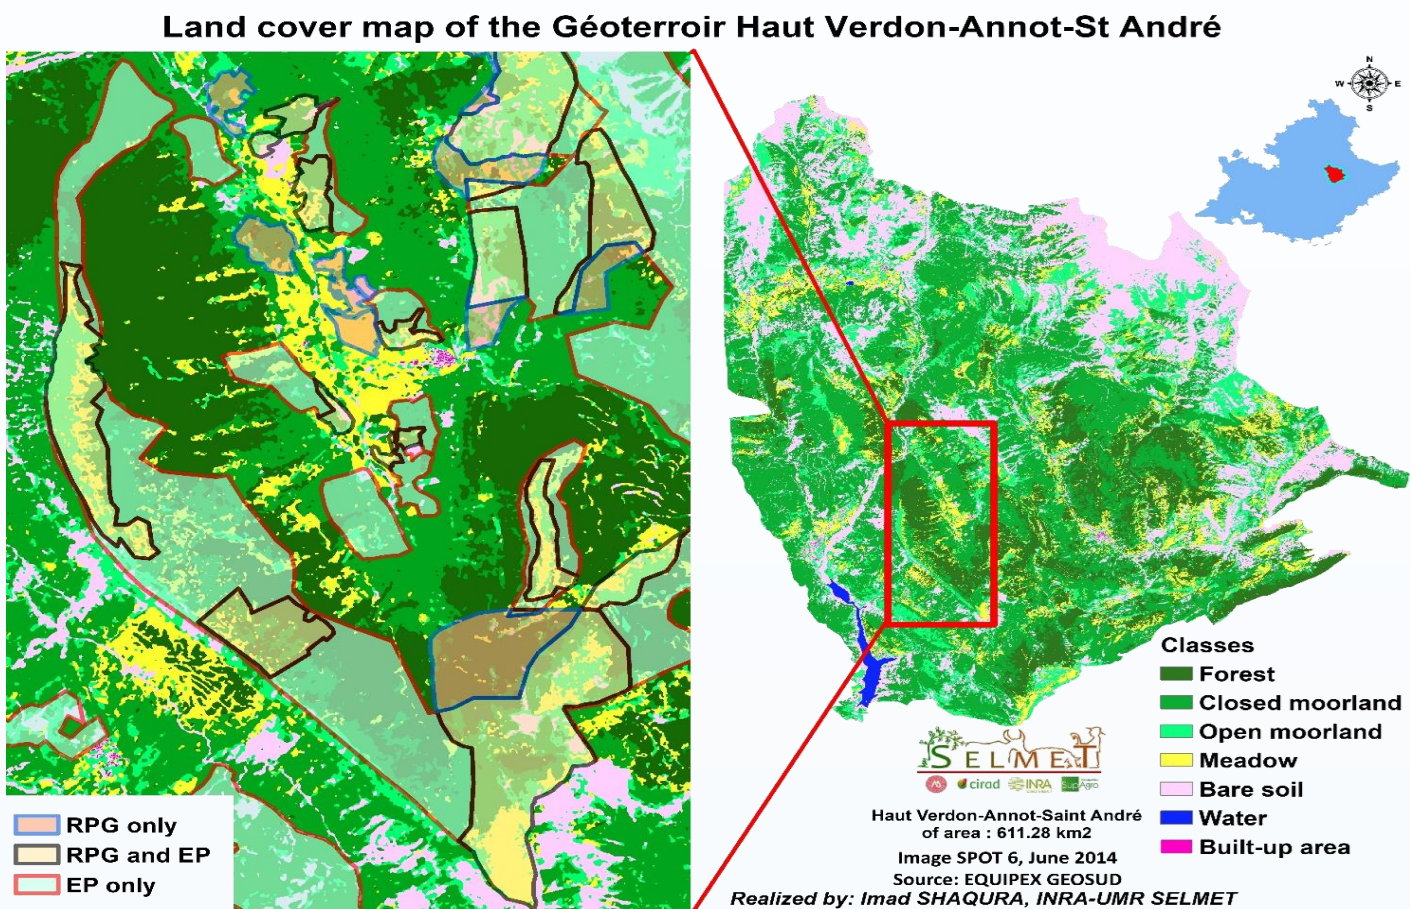 Land cover map of the Géoterroir Haut Verdon-Annot-St André
N
W
E
S
Classes
Forest
Closed moorland
Open moorland
Meadow
Bare soil
Water
Built-up area
SELMET
cirad
INRA
SupAgro
Haut Verdon-Annot-Saint André
of area : 611.28 km2
Image SPOT 6, June 2014
Source: EQUIPEX GEOSUD
Realized by: Imad SHAQURA, INRA-UMR SELMET
RPG only
RPG and EP
EP only